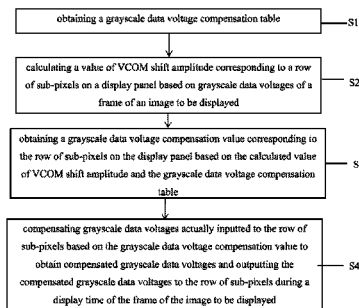 obtaining a grayscale data voltage compensation table
S1
calculating a value of VCOM shift amplitude corresponding to a row
of sub-pixels on a display panel based on grayscale data voltages of a
frame of an image to be displayed
S2
obtaining a grayscale data voltage compensation value corresponding to
the row of sub-pixels on the display panel based on the calculated value
of VCOM shift amplitude and the grayscale data voltage compensation
table
S
compensating grayscale data voltages actually inputted to the row of
sub-pixels based on the grayscale data voltage compensation value to
obtain compensated grayscale data voltages and outputting the
compensated grayscale data voltages to the row of sub-pixels during a
display time of the frame of the image to be displayed
S4